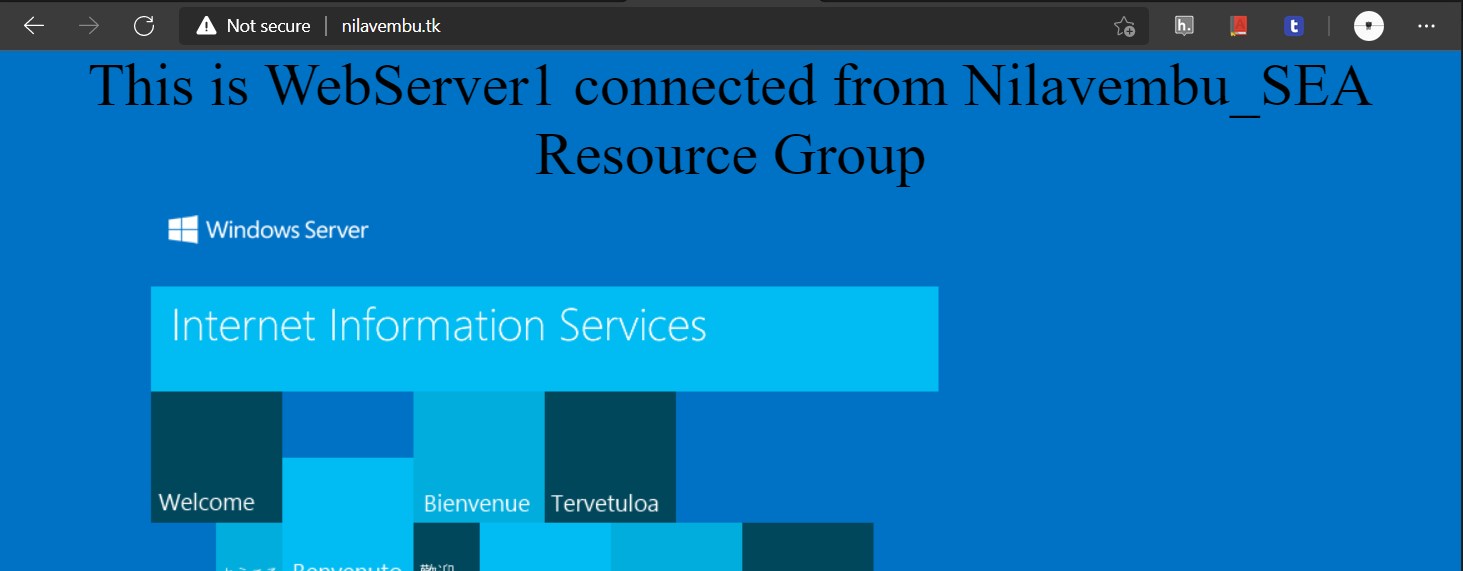 Not secure | nilavembu.tk
This is WebServer1 connected from Nilavembu_SEA
Resource Group
Windows Server
Internet Information Services
Welcome
Bienvenue
Tervetuloa
Benvenuto
歡迎